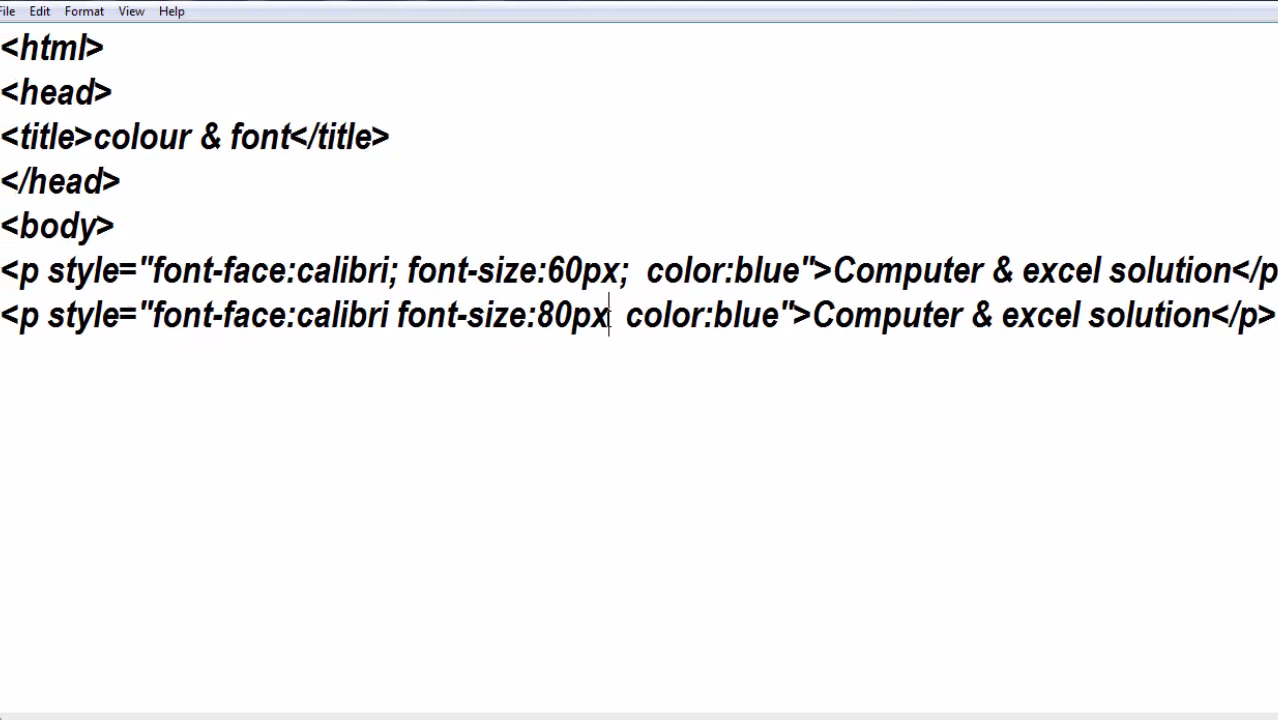 File Edit Format View Help
<html>
<head>
<title>colour & font</title>
</head>
<body>
<p style="font-face:calibri; font-size:60px;  color:blue">Computer & excel solution</p
<p style="font-face:calibri font-size:80px  color:blue">Computer & excel solution</p>